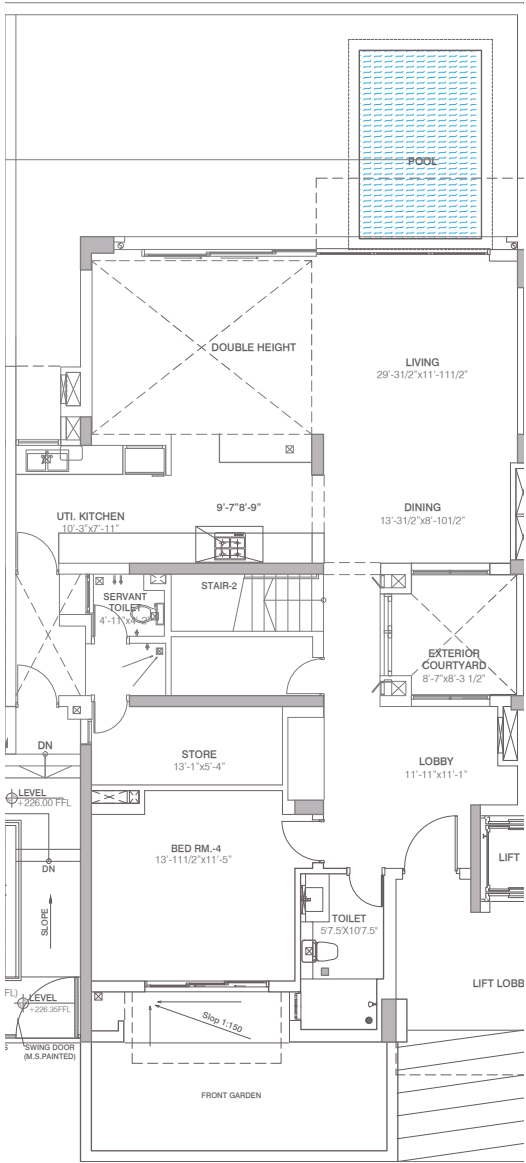 POOL
DOUBLE HEIGHT
LIVING
29'-31/2"x11'-111/2"
UTI. KITCHEN
10'-3"x7'-11"
9'-7"8'-9"
DINING
13'-31/2"x8'-101/2"
SERVANT
TOILET
STAIR-2
EXTERIOR
COURTYARD
8'-7"x8'-3 1/2"
DN
STORE
13'-1"x5'-4"
LOBBY
11'-11"x11'-1"
LEVEL
+226.00 FFL
BED RM.-4
13'-111/2"x11'-5"
LIFT
DN
SLOPE
TOILET
5'7.5'X10'7.5"
LEVEL
+226.35FFL
LIFT LOBB
Slop 1:150
SWING DOOR
(M.S.PAINTED)
FRONT GARDEN